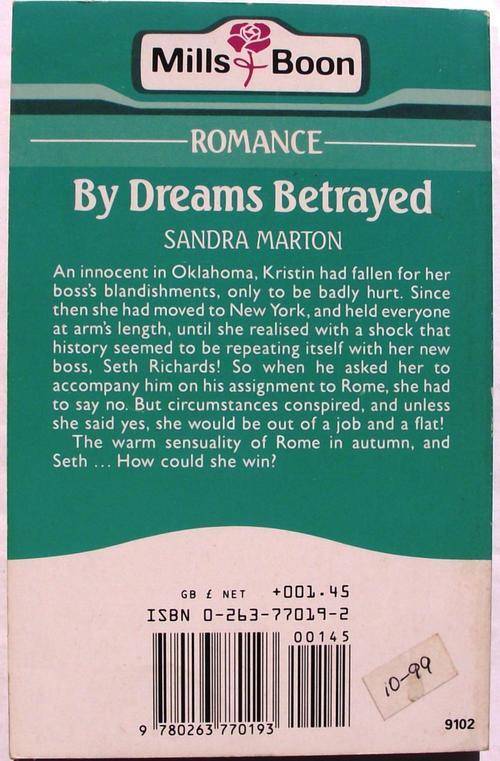 Mills & Boon
ROMANCE
By Dreams Betrayed
SANDRA MARTON
An innocent in Oklahoma, Kristin had fallen for her
boss's blandishments, only to be badly hurt. Since
then she had moved to New York, and held everyone
at arm's length, until she realised with a shock that
history seemed to be repeating itself with her new
boss, Seth Richards! So when he asked her to
accompany him on his assignment to Rome, she had
to say no. But circumstances conspired, and unless
she said yes, she would be out of a job and a flat!
The warm sensuality of Rome in autumn, and
Seth ... How could she win?
GB £ NET +001.45
ISBN 0-263-77019-2
00145
10-99
9 780263 770193
9102